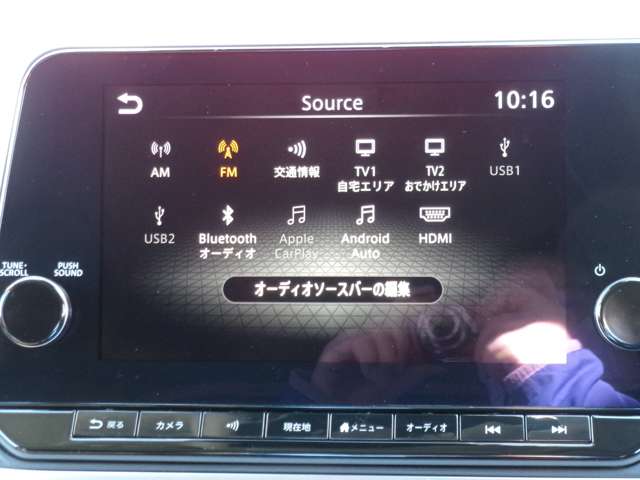 Source
10:16
AM
FM
交通情報
TV1
自宅エリア
TV2
おでかけエリア
USB1
USB2
Bluetooth
オーディオ
Apple
CarPlay
Android
Auto
HDMI
オーディオソースバーの編集
TUNE・
SCROLL
PUSH
SOUND
戻る
カメラ
現在地
メニュー
オーディオ